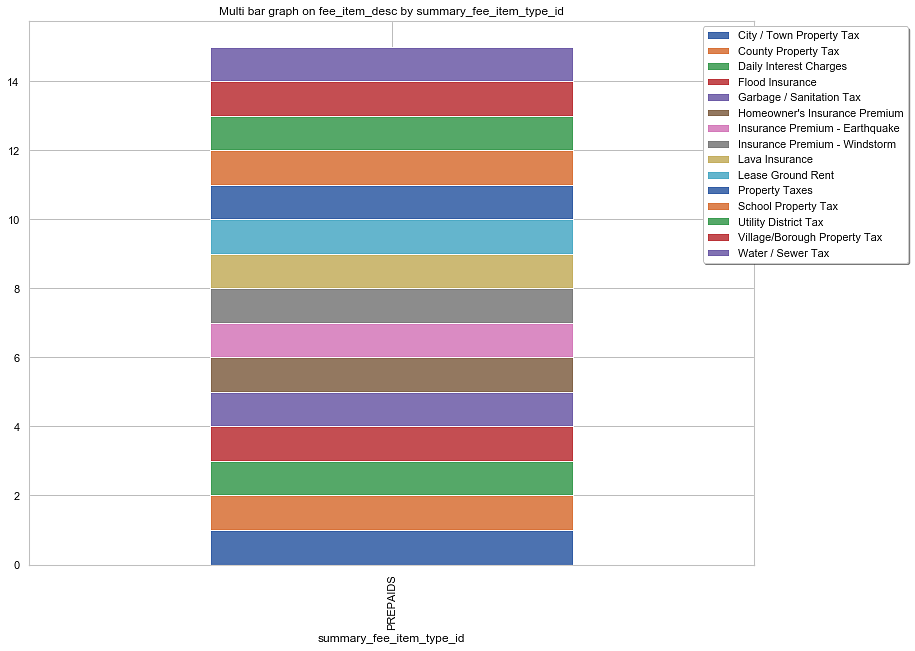 Multi bar graph on fee_item_desc by summary_fee_item_type_id
City / Town Property Tax
County Property Tax
Daily Interest Charges
Flood Insurance
Garbage / Sanitation Tax
Homeowner's Insurance Premium
Insurance Premium - Earthquake
Insurance Premium - Windstorm
Lava Insurance
Lease Ground Rent
Property Taxes
School Property Tax
Utility District Tax
Village/Borough Property Tax
Water / Sewer Tax
14
12
10
8
6
4
2
0
PREPAIDS
summary_fee_item_type_id